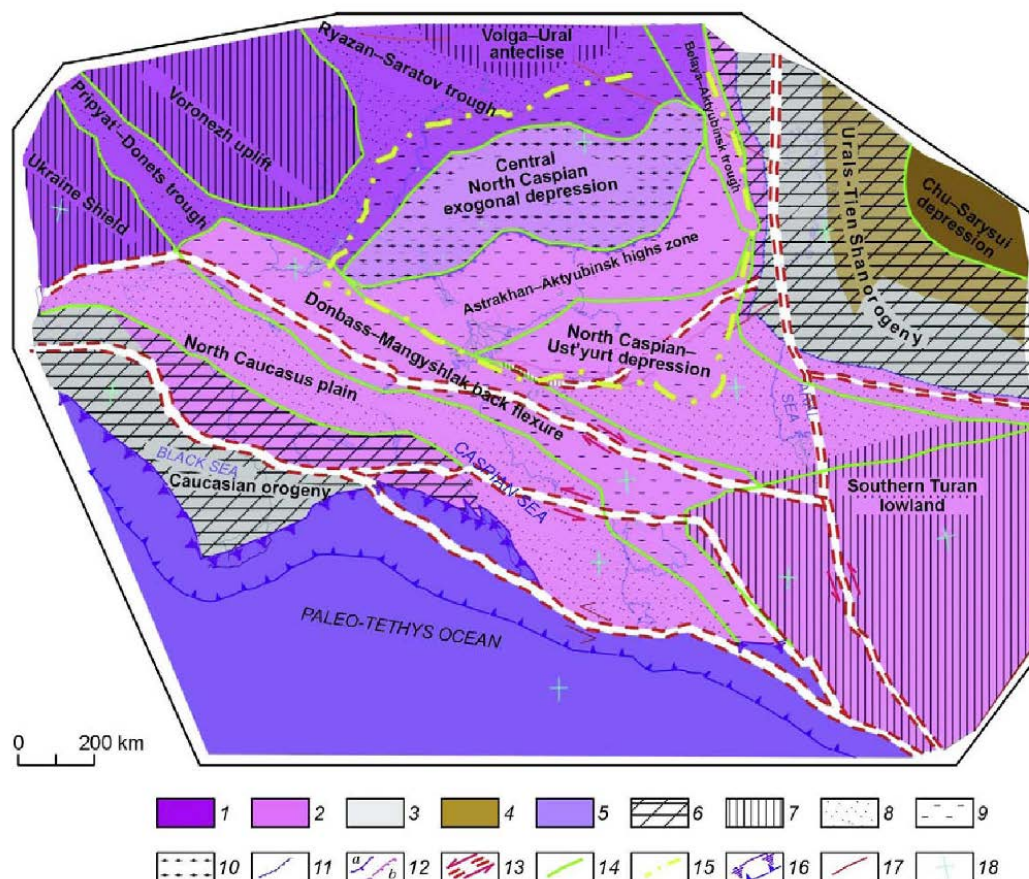 Volga–Ural
anteclise
Ryazan–Saratov trough
Belaya–Aktyubinsk trough
Voronezh uplift
Pripyat'–Donets trough
Ukraine Shield
Central
North Caspian
exogonal depression
Urals-Tien Shan orogeny
Chu–Sarysui
depression
Astrakhan–Aktyubinsk highs zone
Donbass–Mangyshlak back flexure
North Caspian–
Ust'yurt depression
North Caucasus plain
ARAL
SEA
BLACK SEA
Caucasian orogeny
CASPIAN SEA
Southern Turan
lowland
PALEO-TETHYS OCEAN
0 200 km
1 2 3 4 5 6 7 8 9
10 11 a b 12 13 14 15 16 17 18